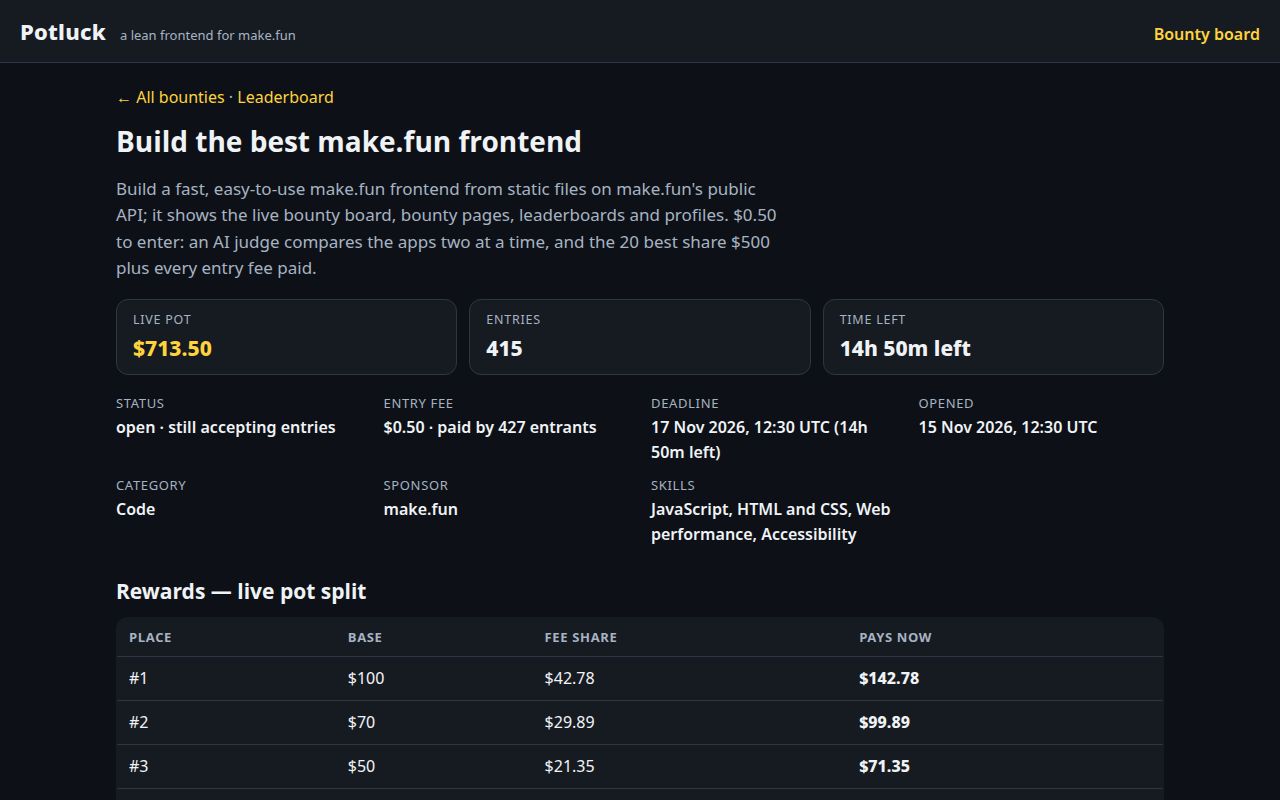 Potluck a lean frontend for make.fun Bounty board
← All bounties · Leaderboard
Build the best make.fun frontend
Build a fast, easy-to-use make.fun frontend from static files on make.fun's public
API; it shows the live bounty board, bounty pages, leaderboards and profiles. $0.50
to enter: an AI judge compares the apps two at a time, and the 20 best share $500
plus every entry fee paid.
LIVE POT ENTRIES TIME LEFT
$713.50 415 14h 50m left
STATUS ENTRY FEE DEADLINE OPENED
open · still accepting entries $0.50 · paid by 427 entrants 17 Nov 2026, 12:30 UTC (14h 15 Nov 2026, 12:30 UTC
50m left)
CATEGORY SPONSOR SKILLS
Code make.fun JavaScript, HTML and CSS, Web
performance, Accessibility
Rewards — live pot split
PLACE BASE FEE SHARE PAYS NOW
#1 $100 $42.78 $142.78
#2 $70 $29.89 $99.89
#3 $50 $21.35 $71.35